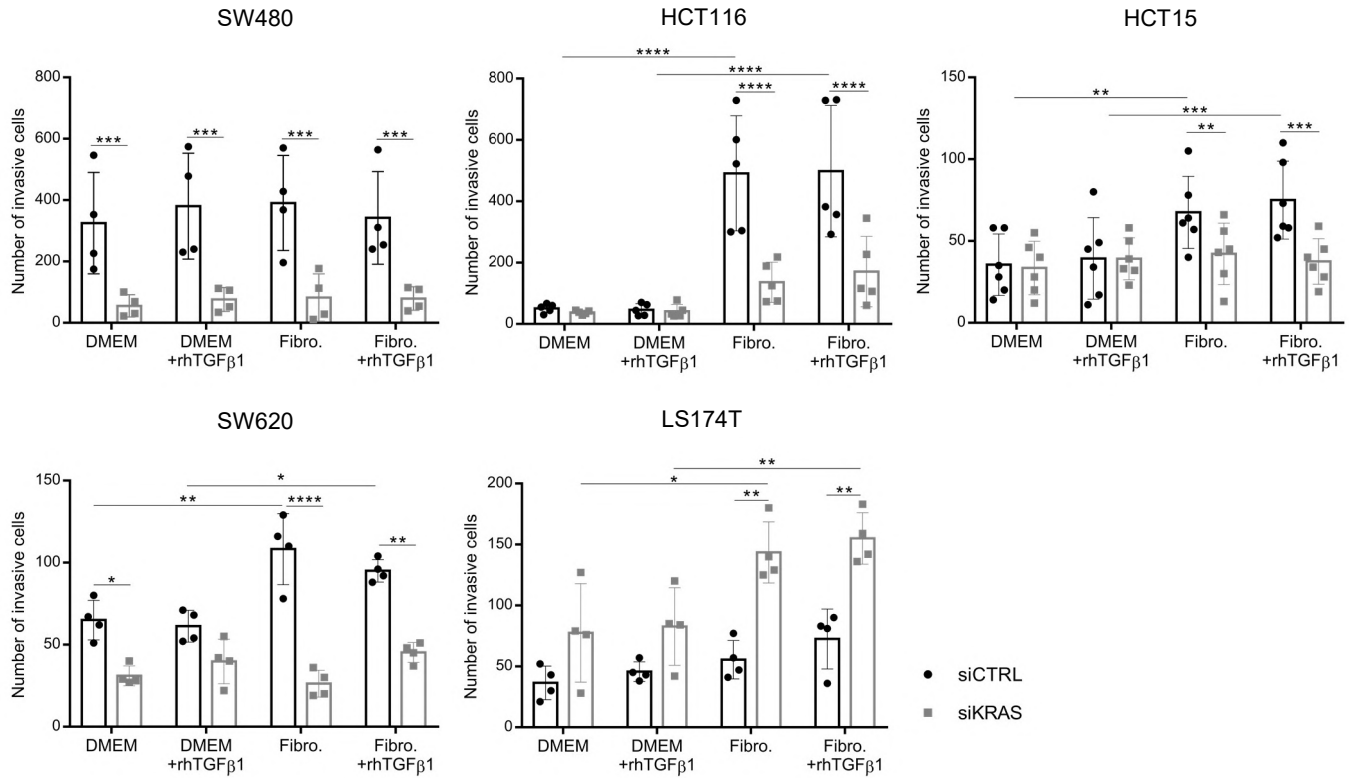 SW480
Number of invasive cells
800
600
400
200
0
*** *** *** ***
DMEM DMEM +rhTGFβ1 Fibro. Fibro. +rhTGFβ1
HCT116
Number of invasive cells
800
600
400
200
0
****
****
**** ****
DMEM DMEM +rhTGFβ1 Fibro. Fibro. +rhTGFβ1
HCT15
Number of invasive cells
150
100
50
0
**
***
** ***
DMEM DMEM +rhTGFβ1 Fibro. Fibro. +rhTGFβ1
SW620
Number of invasive cells
150
100
50
0
*
** ****
**
*
DMEM DMEM +rhTGFβ1 Fibro. Fibro. +rhTGFβ1
LS174T
Number of invasive cells
200
150
100
50
0
**
*
** **
DMEM DMEM +rhTGFβ1 Fibro. Fibro. +rhTGFβ1
siCTRL
siKRAS